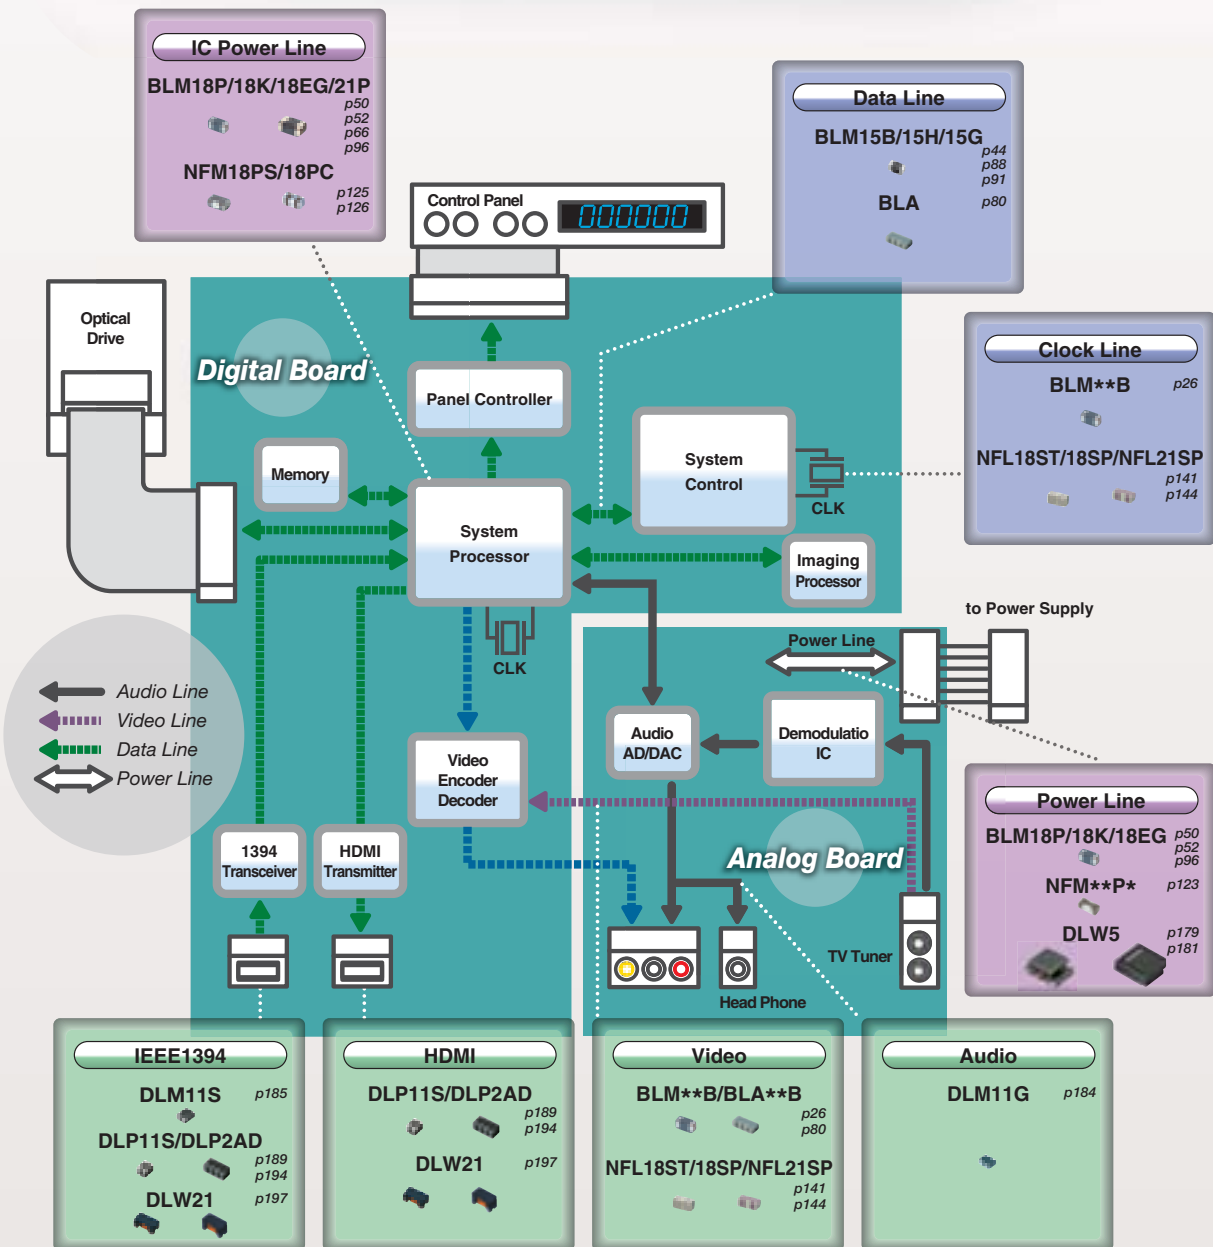 IC Power Line
BLM18P/18K/18EG/21P
p50
p52
p66
p96
NFM18PS/18PC
p125
p126
Data Line
BLM15B/15H/15G
p44
p88
p91
BLA p80
Control Panel
000000
Optical
Drive
Digital Board
Panel Controller
Memory
System
Control
CLK
System
Processor
Imaging
Processor
CLK
Clock Line
BLM**B p26
NFL18ST/18SP/NFL21SP
p141
p144
to Power Supply
Power Line
Audio Line
Video Line
Data Line
Power Line
Audio
AD/DAC
Demodulatio
IC
Video
Encoder
Decoder
1394
Transceiver
HDMI
Transmitter
Analog Board
TV Tuner
Head Phone
Power Line
BLM18P/18K/18EG p50
p52
p96
NFM**P* p123
DLW5 p179
p181
IEEE1394
DLM11S p185
DLP11S/DLP2AD
p189
p194
DLW21 p197
HDMI
DLP11S/DLP2AD
p189
p194
DLW21 p197
Video
BLM**B/BLA**B
p26
p80
NFL18ST/18SP/NFL21SP
p141
p144
Audio
DLM11G p184